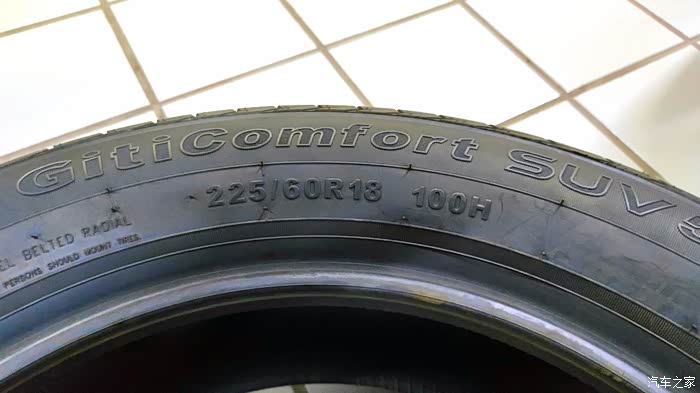 GitiComfort SUV
225/60R18 100H
EL BELTED RADIAL
PERSONS SHOULD MOUNT TIRES.
汽车之家